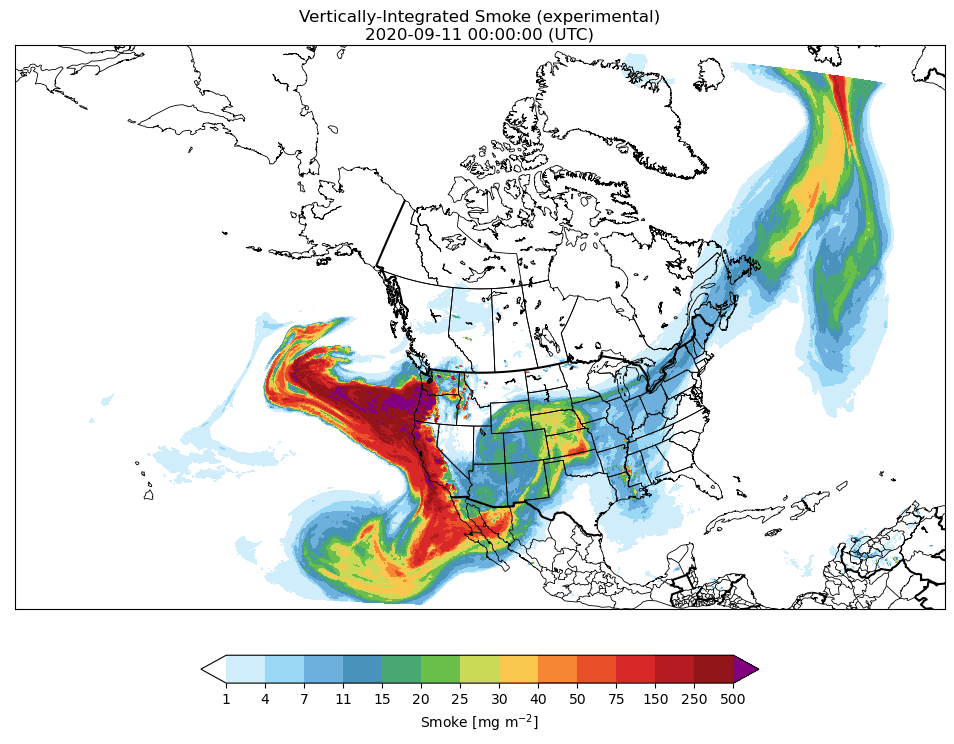 Vertically-Integrated Smoke (experimental)
2020-09-11 00:00:00 (UTC)
1 4 7 11 15 20 25 30 40 50 75 150 250 500
Smoke [mg m⁻²]